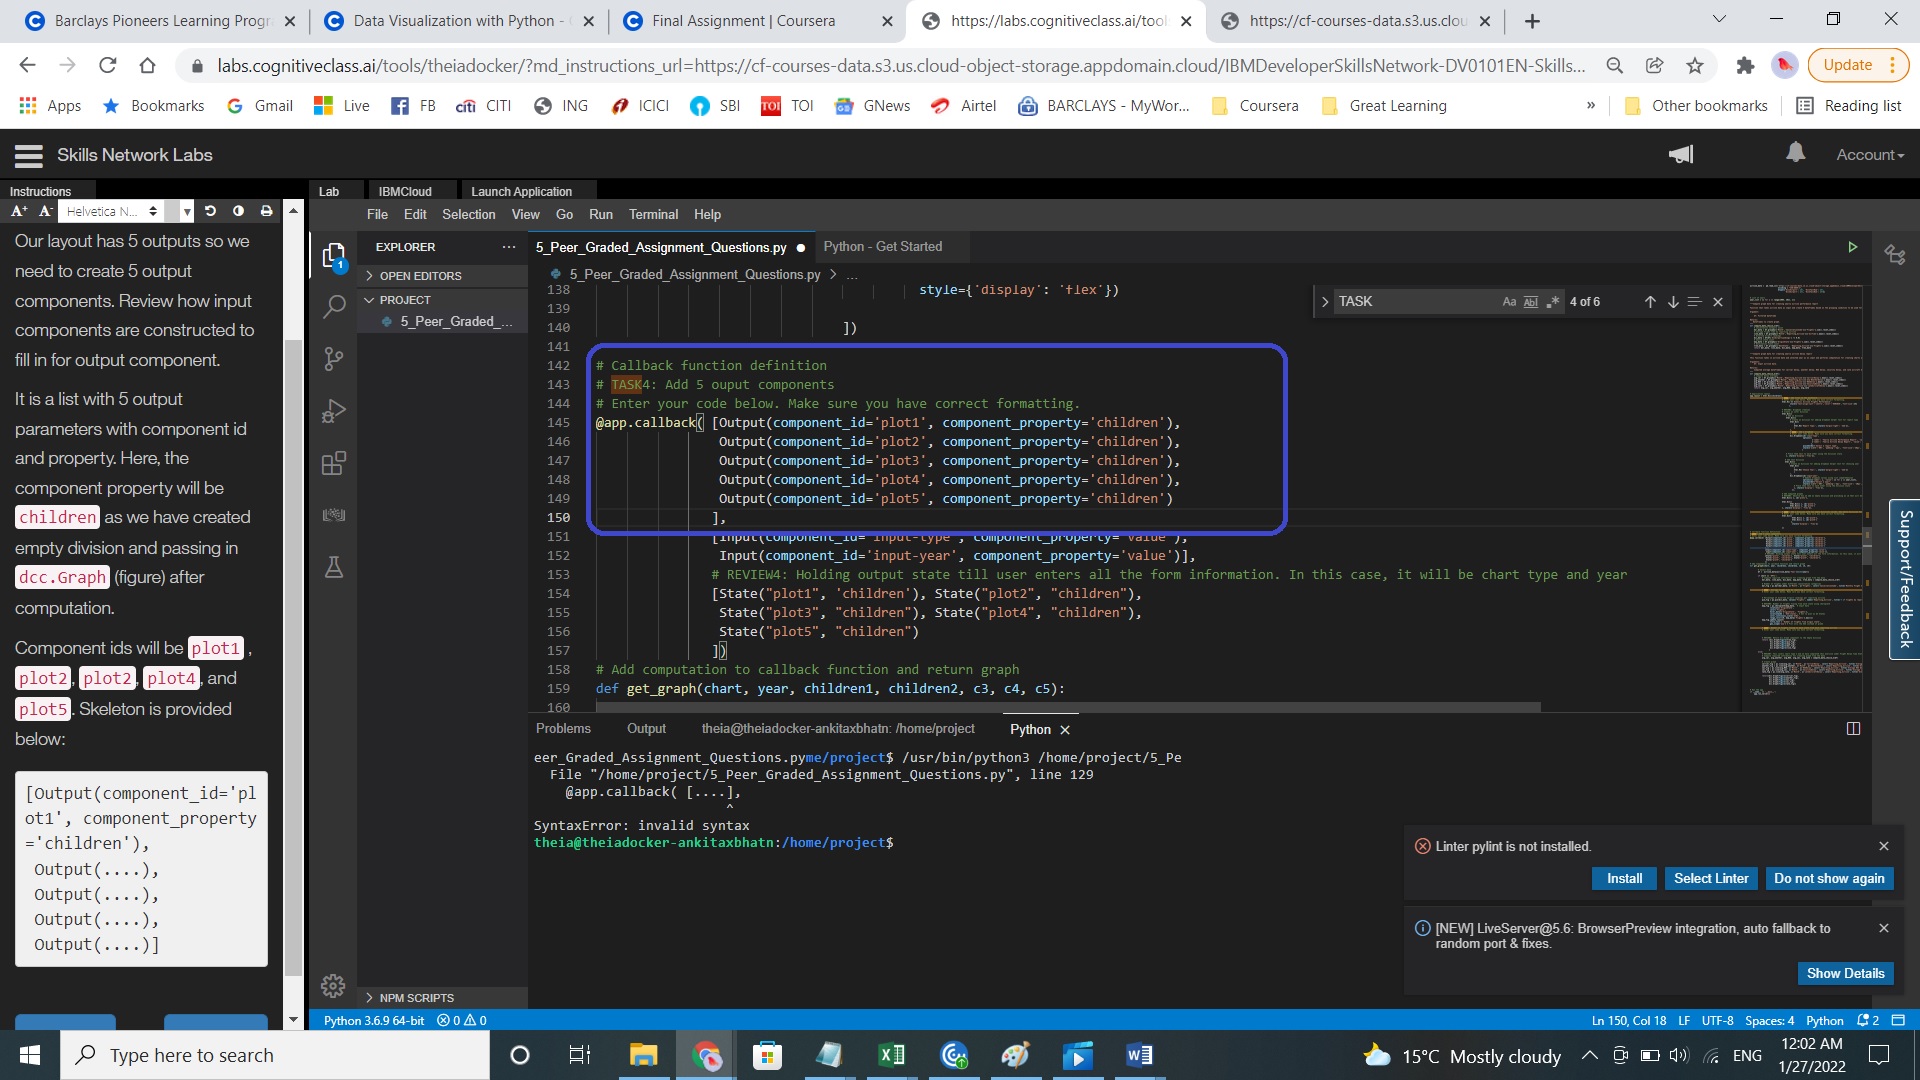 Barclays Pioneers Learning Progr
Data Visualization with Python -
Final Assignment | Coursera
https://labs.cognitiveclass.ai/tool
https://cf-courses-data.s3.us.clou
labs.cognitiveclass.ai/tools/theiadocker/?md_instructions_url=https://cf-courses-data.s3.us.cloud-object-storage.appdomain.cloud/IBMDeveloperSkillsNetwork-DV0101EN-Skills...
Update
Apps
Bookmarks
Gmail
Live
FB
CITI
ING
ICICI
SBI
TOI
GNews
Airtel
BARCLAYS - MyWor...
Coursera
Great Learning
»
Other bookmarks
Reading list
Skills Network Labs
Account
Instructions
Lab
IBMCloud
Launch Application
A+ A- Helvetica N...
Our layout has 5 outputs so we
need to create 5 output
components. Review how input
components are constructed to
fill in for output component.
It is a list with 5 output
parameters with component id
and property. Here, the
component property will be
children as we have created
empty division and passing in
dcc.Graph (figure) after
computation.
Component ids will be plot1 ,
plot2, plot2, plot4, and
plot5. Skeleton is provided
below:
[Output(component_id='pl
ot1', component_property
='children'),
Output(....),
Output(....),
Output(....),
Output(....)]
File Edit Selection View Go Run Terminal Help
EXPLORER
1
OPEN EDITORS
PROJECT
5_Peer_Graded_...
NPM SCRIPTS
5_Peer_Graded_Assignment_Questions.py
Python - Get Started
5_Peer_Graded_Assignment_Questions.py > ...
TASK
Aa Abl .* 4 of 6
138 style={'display': 'flex'})
139
140 ])
141
142 # Callback function definition
143 # TASK4: Add 5 ouput components
144 # Enter your code below. Make sure you have correct formatting.
145 @app.callback( [Output(component_id='plot1', component_property='children'),
146 Output(component_id='plot2', component_property='children'),
147 Output(component_id='plot3', component_property='children'),
148 Output(component_id='plot4', component_property='children'),
149 Output(component_id='plot5', component_property='children')
150 ],
151 [Input(component_id='input-type', component_property='value'),
152 Input(component_id='input-year', component_property='value')],
153 # REVIEW4: Holding output state till user enters all the form information. In this case, it will be chart type and year
154 [State("plot1", 'children'), State("plot2", "children"),
155 State("plot3", "children"), State("plot4", "children"),
156 State("plot5", "children")
157 ])
158 # Add computation to callback function and return graph
159 def get_graph(chart, year, children1, children2, c3, c4, c5):
160
Problems
Output
theia@theiadocker-ankitaxbhatn: /home/project
Python
eer_Graded_Assignment_Questions.pyme/project$ /usr/bin/python3 /home/project/5_Pe
File "/home/project/5_Peer_Graded_Assignment_Questions.py", line 129
@app.callback( [....],
^
SyntaxError: invalid syntax
theia@theiadocker-ankitaxbhatn:/home/project$
Linter pylint is not installed.
Install
Select Linter
Do not show again
[NEW] LiveServer@5.6: BrowserPreview integration, auto fallback to
random port & fixes.
Show Details
Support/Feedback
Python 3.6.9 64-bit 0 0
Ln 150, Col 18 LF UTF-8 Spaces: 4 Python 2
Type here to search
15°C Mostly cloudy
ENG
12:02 AM
1/27/2022